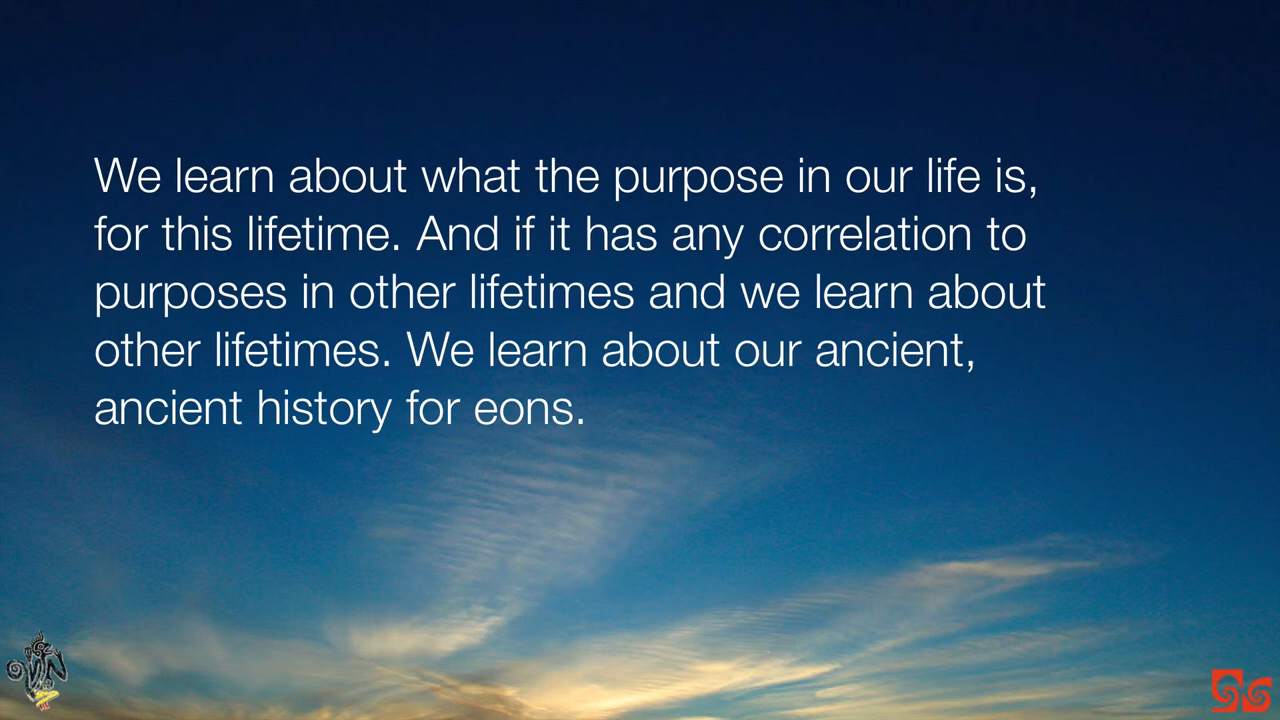 We learn about what the purpose in our life is,
for this lifetime. And if it has any correlation to
purposes in other lifetimes and we learn about
other lifetimes. We learn about our ancient,
ancient history for eons.